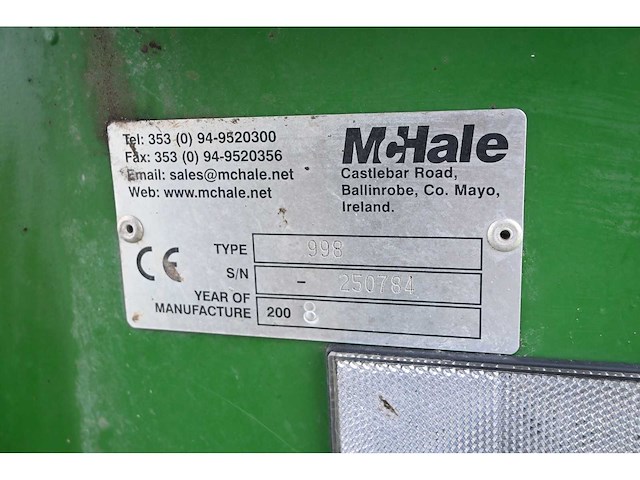 Tel: 353 (0) 94-9520300
Fax: 353 (0) 94-9520356
Email: sales@mchale.net
Web: www.mchale.net
McHale
Castlebar Road,
Ballinrobe, Co. Mayo,
Ireland.
CE
TYPE 998
S/N - 250784
YEAR OF
MANUFACTURE 2008